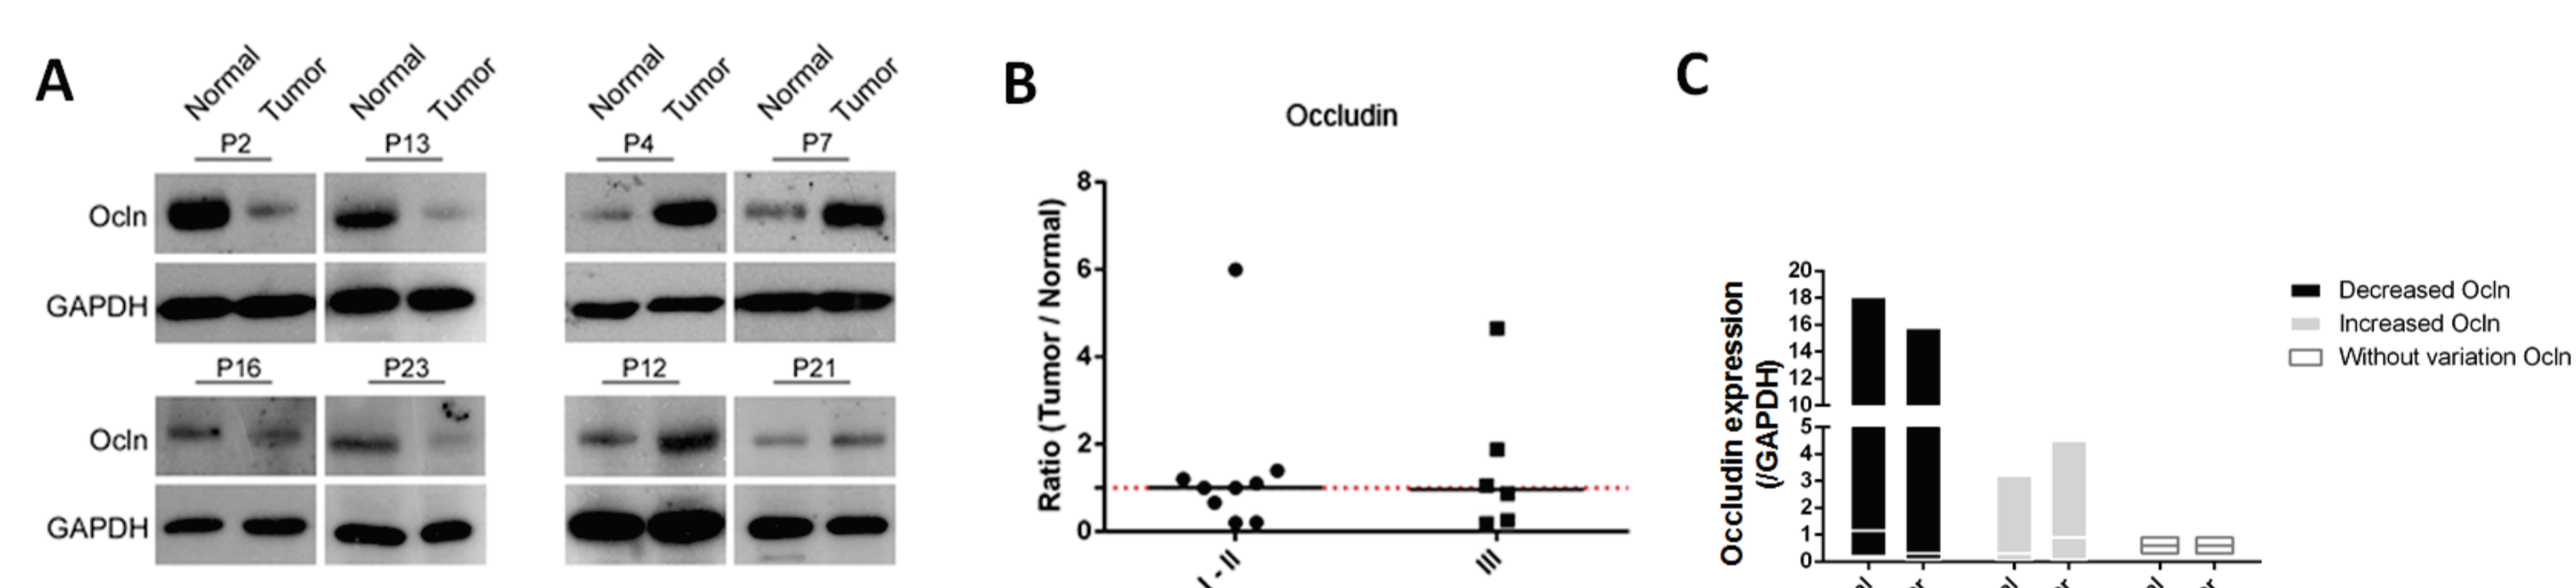 A
Normal Tumor Normal Tumor Normal Tumor Normal Tumor
P2 P13 P4 P7
Ocln
GAPDH
P16 P23 P12 P21
Ocln
GAPDH
B
Occludin
Ratio (Tumor / Normal)
8
6
4
2
0
I - II III
C
Occludin expression
(/GAPDH)
20
18
16
14
12
10
5
4
3
2
1
0
Decreased Ocln
Increased Ocln
Without variation Ocln